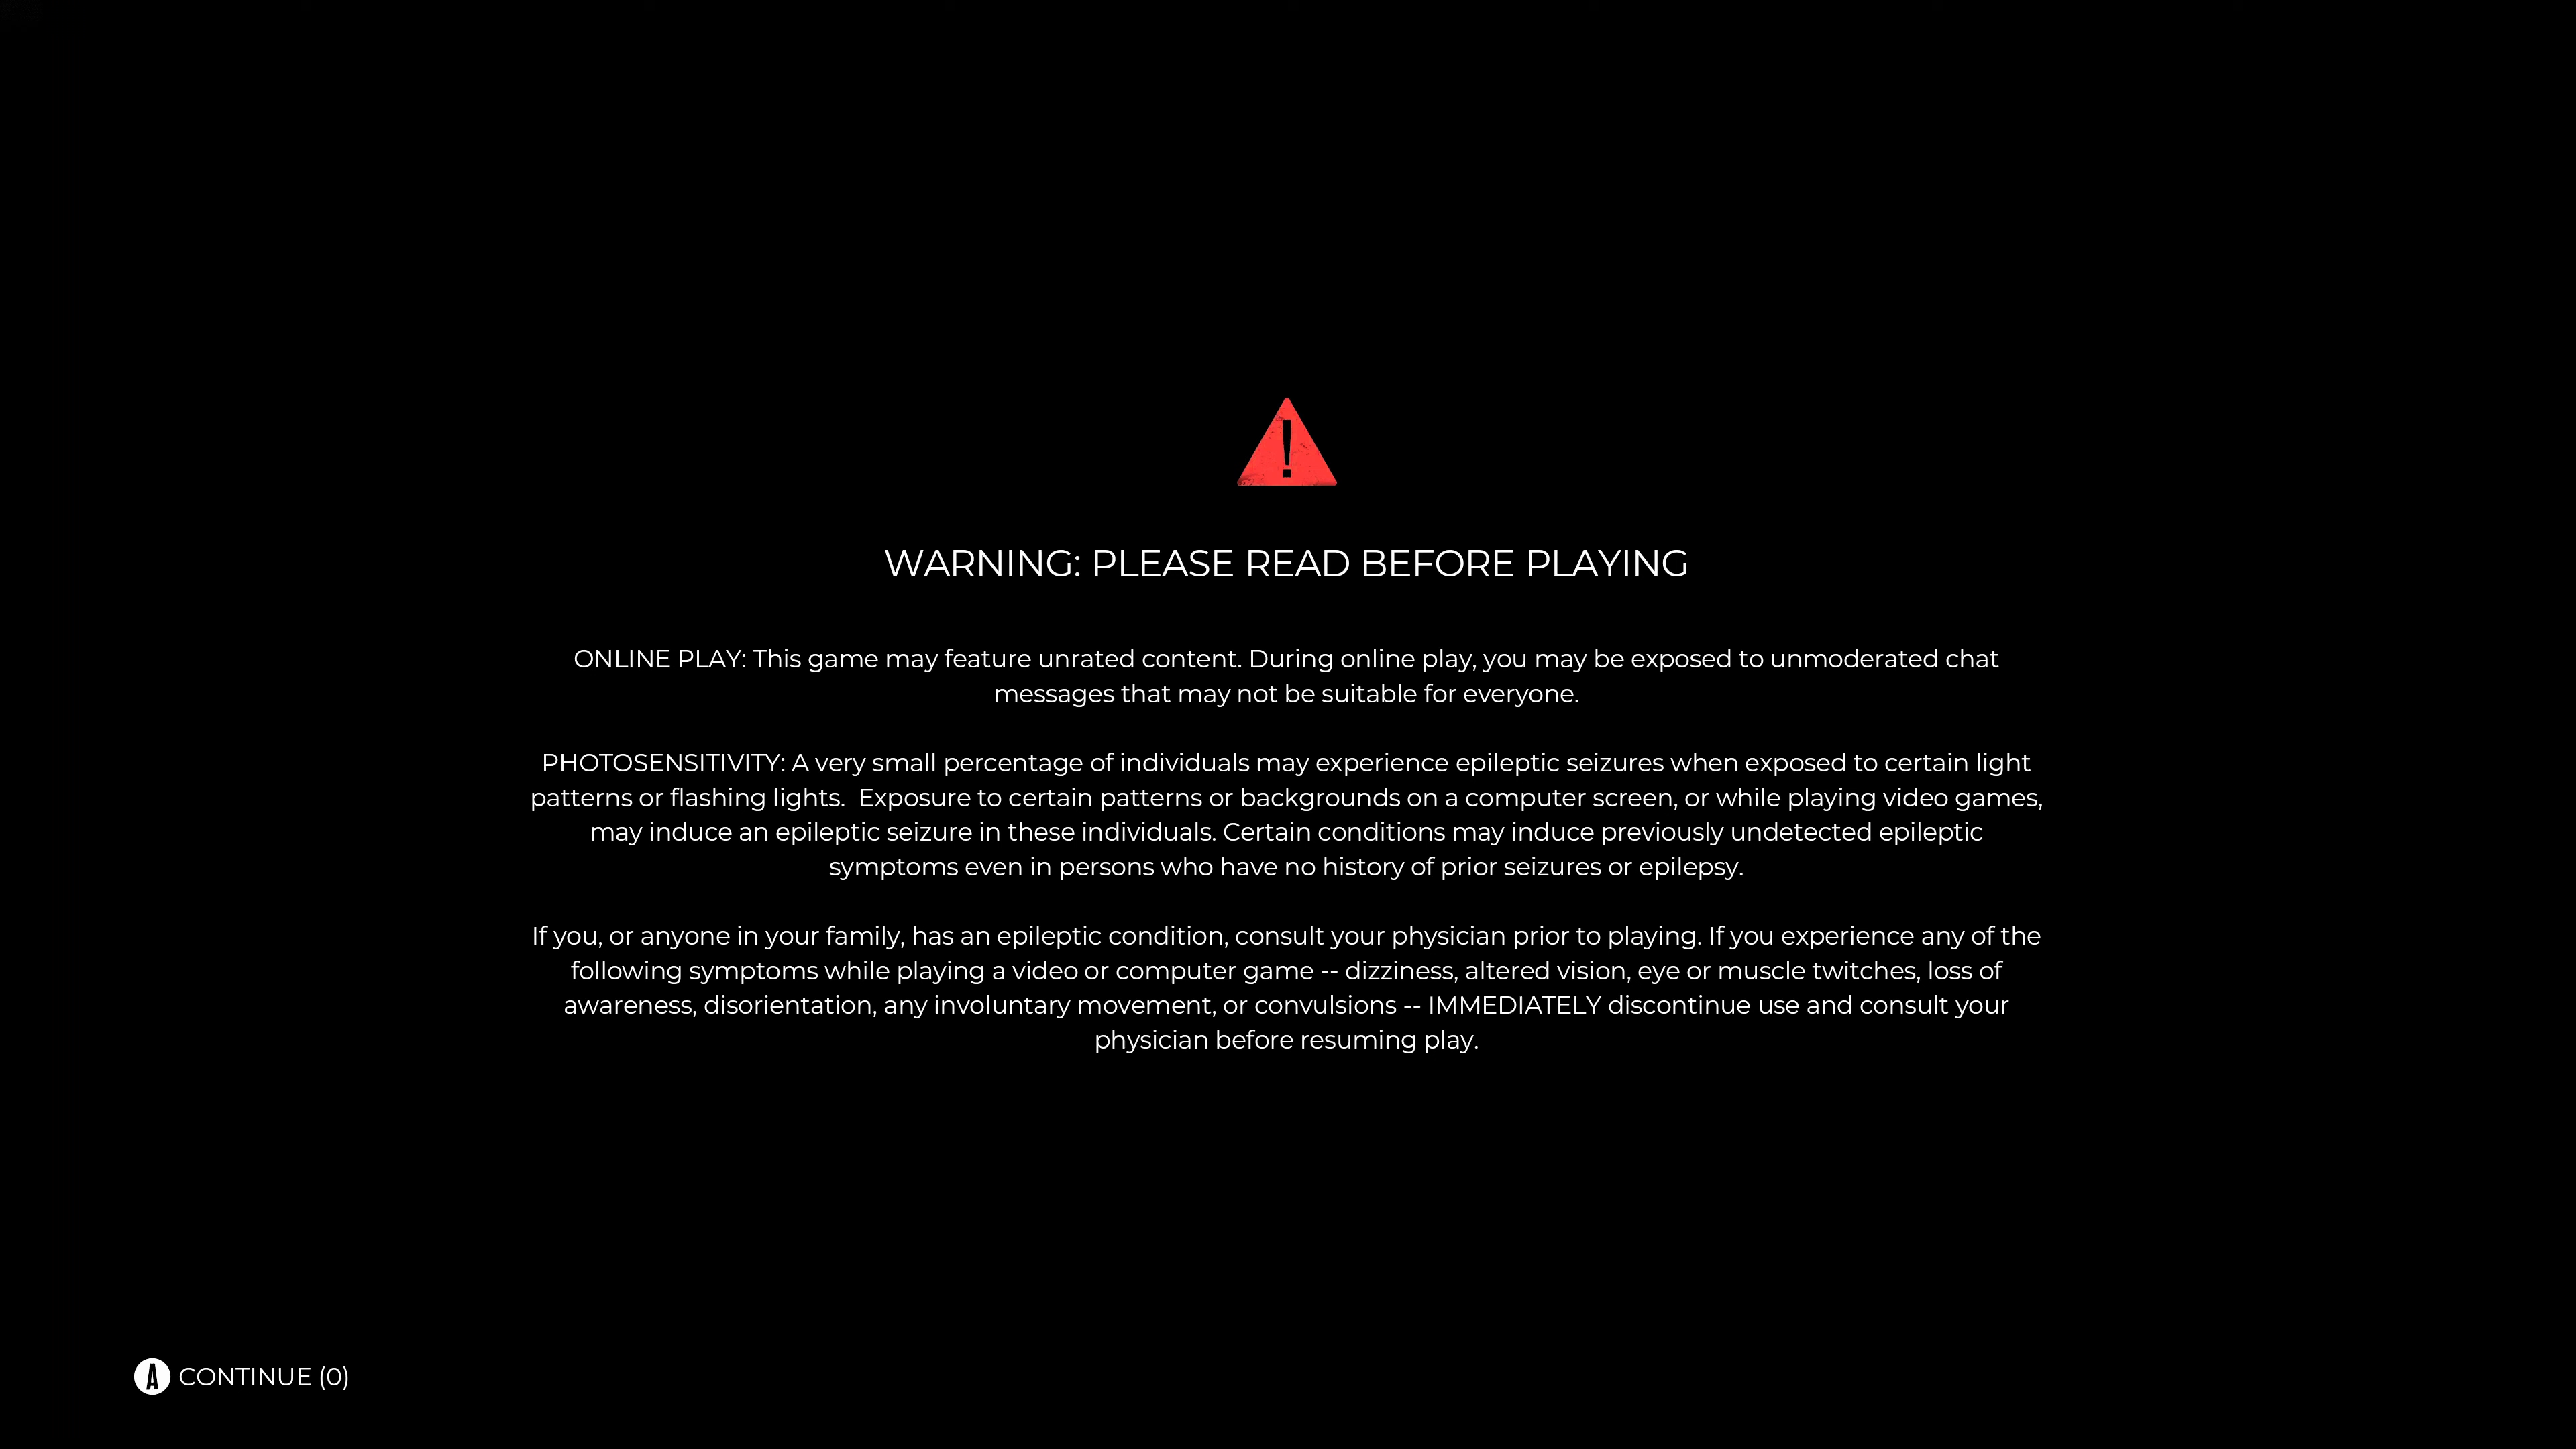 WARNING: PLEASE READ BEFORE PLAYING
ONLINE PLAY: This game may feature unrated content. During online play, you may be exposed to unmoderated chat
messages that may not be suitable for everyone.
PHOTOSENSITIVITY: A very small percentage of individuals may experience epileptic seizures when exposed to certain light
patterns or flashing lights.  Exposure to certain patterns or backgrounds on a computer screen, or while playing video games,
may induce an epileptic seizure in these individuals. Certain conditions may induce previously undetected epileptic
symptoms even in persons who have no history of prior seizures or epilepsy.
If you, or anyone in your family, has an epileptic condition, consult your physician prior to playing. If you experience any of the
following symptoms while playing a video or computer game -- dizziness, altered vision, eye or muscle twitches, loss of
awareness, disorientation, any involuntary movement, or convulsions -- IMMEDIATELY discontinue use and consult your
physician before resuming play.
A CONTINUE (0)